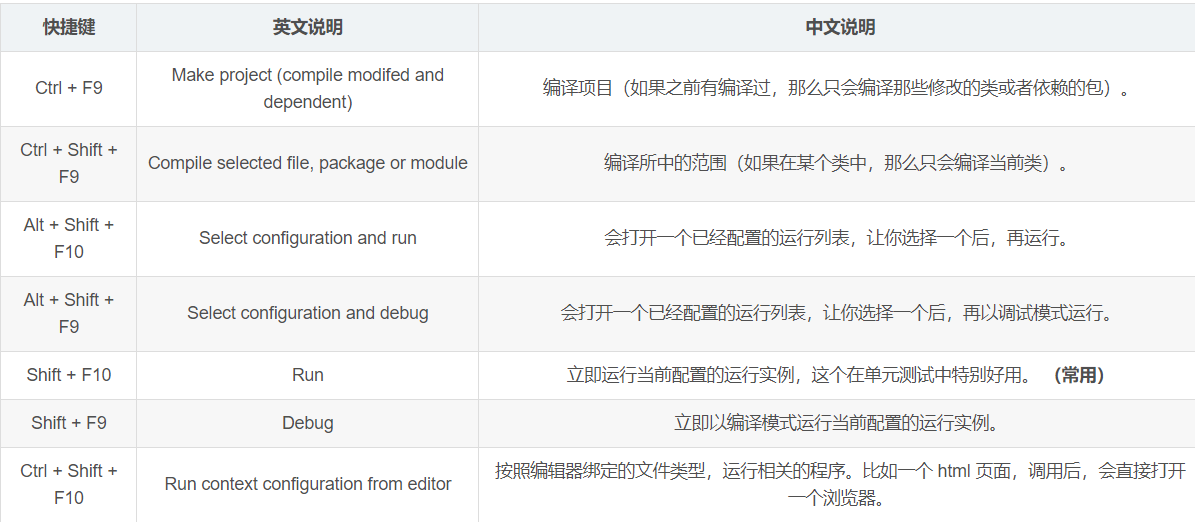 快捷键 英文说明 中文说明
Ctrl + F9 Make project (compile modifed and dependent) 编译项目（如果之前有编译过，那么只会编译那些修改的类或者依赖的包）。
Ctrl + Shift + F9 Compile selected file, package or module 编译所中的范围（如果在某个类中，那么只会编译当前类）。
Alt + Shift + F10 Select configuration and run 会打开一个已经配置的运行列表，让你选择一个后，再运行。
Alt + Shift + F9 Select configuration and debug 会打开一个已经配置的运行列表，让你选择一个后，再以调试模式运行。
Shift + F10 Run 立即运行当前配置的运行实例，这个在单元测试中特别好用。 （常用）
Shift + F9 Debug 立即以编译模式运行当前配置的运行实例。
Ctrl + Shift + F10 Run context configuration from editor 按照编辑器绑定的文件类型，运行相关的程序。比如一个 html 页面，调用后，会直接打开一个浏览器。